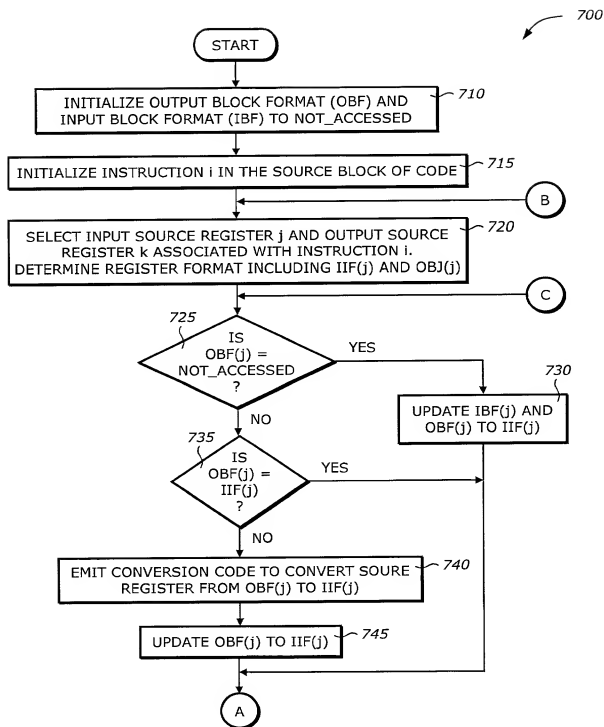 700
START
INITIALIZE OUTPUT BLOCK FORMAT (OBF) AND
INPUT BLOCK FORMAT (IBF) TO NOT_ACCESSED
710
INITIALIZE INSTRUCTION i IN THE SOURCE BLOCK OF CODE
715
B
SELECT INPUT SOURCE REGISTER j AND OUTPUT SOURCE
REGISTER k ASSOCIATED WITH INSTRUCTION i.
DETERMINE REGISTER FORMAT INCLUDING IIF(j) AND OBJ(j)
720
C
725
IS
OBF(j) =
NOT_ACCESSED
?
YES
NO
730
UPDATE IBF(j) AND
OBF(j) TO IIF(j)
735
IS
OBF(j) =
IIF(j)
?
YES
NO
EMIT CONVERSION CODE TO CONVERT SOURE
REGISTER FROM OBF(j) TO IIF(j)
740
UPDATE OBF(j) TO IIF(j)
745
A